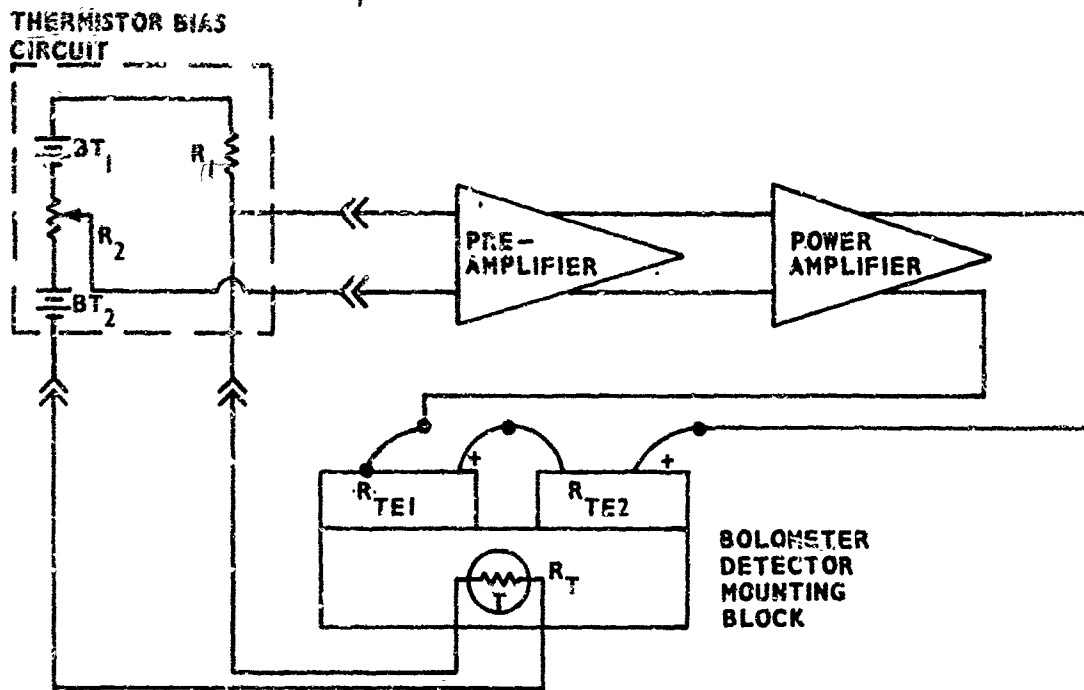 THERMISTOR BIAS
CIRCUIT
BT1
R1
R2
BT2
PRE-
AMPLIFIER
POWER
AMPLIFIER
+
+
RTE1
RTE2
RT
T
BOLOMETER
DETECTOR
MOUNTING
BLOCK